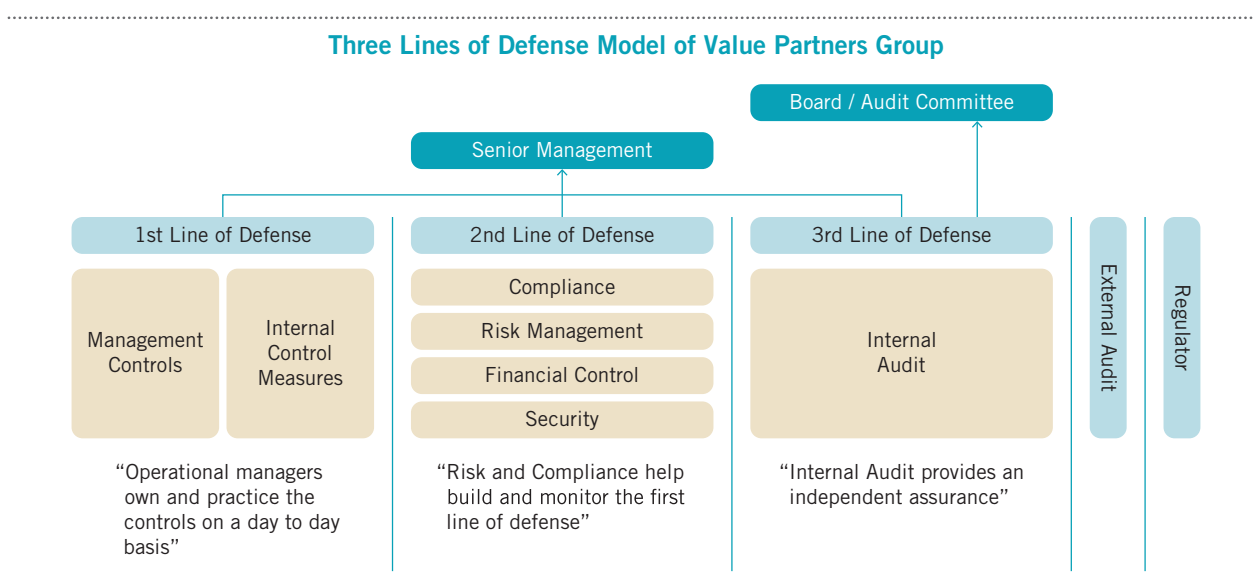 Three Lines of Defense Model of Value Partners Group
Board / Audit Committee
Senior Management
1st Line of Defense
2nd Line of Defense
3rd Line of Defense
Management
Controls
Internal
Control
Measures
Compliance
Risk Management
Financial Control
Security
Internal
Audit
External Audit
Regulator
“Operational managers
own and practice the
controls on a day to day
basis”
“Risk and Compliance help
build and monitor the first
line of defense”
“Internal Audit provides an
independent assurance”